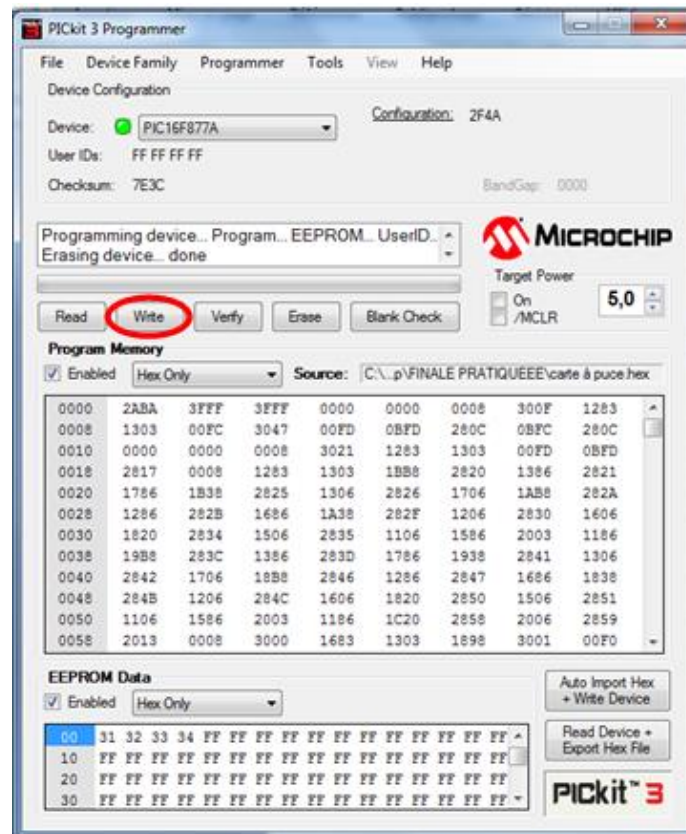 PICkit 3 Programmer
File Device Family Programmer Tools View Help
Device Configuration
Device: PIC16F877A Configuration: 2F4A
User IDs: FF FF FF FF
Checksum: 7E3C BandGap: 0000
Programming device... Program... EEPROM... UserID..
Erasing device... done
MICROCHIP
Target Power
On
/MCLR
5,0
Read Write Verify Erase Blank Check
Program Memory
Enabled Hex Only Source: C:\...p\FINALE PRATIQUEEE\carte à puce.hex
0000 2ABA 3FFF 3FFF 0000 0000 0008 300F 1283
0008 1303 00FC 3047 00FD 0BFD 280C 0BFC 280C
0010 0000 0000 0008 3021 1283 1303 00FD 0BFD
0018 2817 0008 1283 1303 1BB8 2820 1386 2821
0020 1786 1B38 2825 1306 2826 1706 1AB8 282A
0028 1286 282B 1686 1A38 282F 1206 2830 1606
0030 1820 2834 1506 2835 1106 1586 2003 1186
0038 19B8 283C 1386 283D 1786 1938 2841 1306
0040 2842 1706 18B8 2846 1286 2847 1686 1838
0048 284B 1206 284C 1606 1820 2850 1506 2851
0050 1106 1586 2003 1186 1C20 2858 2006 2859
0058 2013 0008 3000 1683 1303 1898 3001 00F0
EEPROM Data
Enabled Hex Only
00 31 32 33 34 FF FF FF FF FF FF FF FF FF FF FF FF
10 FF FF FF FF FF FF FF FF FF FF FF FF FF FF FF FF
20 FF FF FF FF FF FF FF FF FF FF FF FF FF FF FF FF
30 FF FF FF FF FF FF FF FF FF FF FF FF FF FF FF FF
Auto Import Hex
+ Write Device
Read Device +
Export Hex File
PICkit™ 3